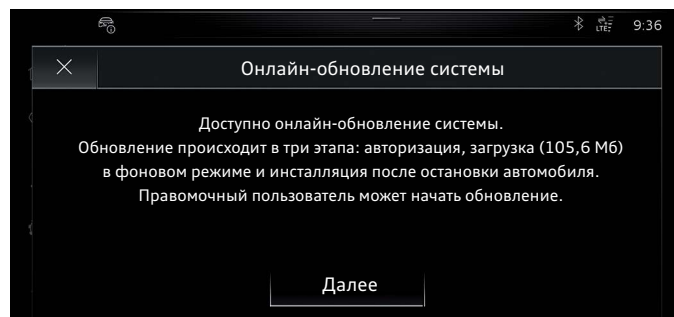 LTE
9:36
Онлайн-обновление системы
Доступно онлайн-обновление системы.
Обновление происходит в три этапа: авторизация, загрузка (105,6 Мб)
в фоновом режиме и инсталляция после остановки автомобиля.
Правомочный пользователь может начать обновление.
Далее